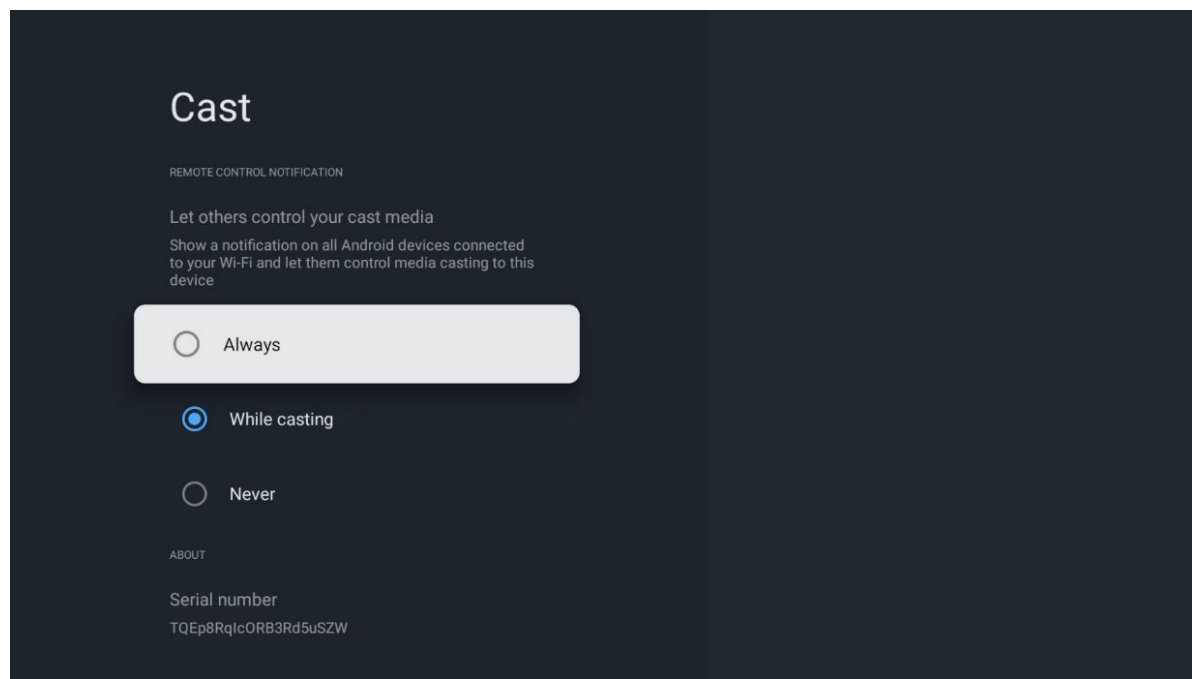 Cast
REMOTE CONTROL NOTIFICATION
Let others control your cast media
Show a notification on all Android devices connected
to your Wi-Fi and let them control media casting to this
device
Always
While casting
Never
ABOUT
Serial number
TQEp8RqIcORB3Rd5uSZW